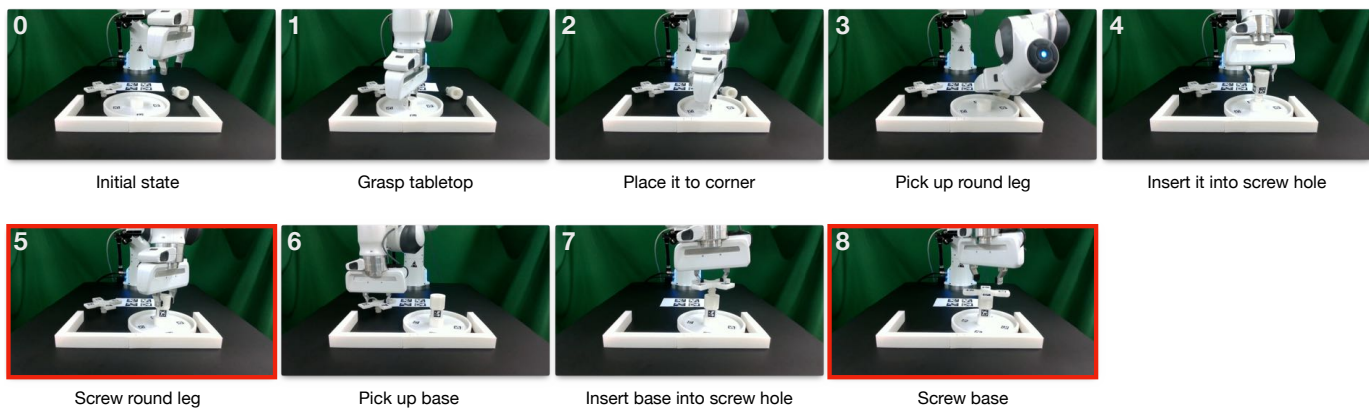 0
1
2
3
4
Initial state
Grasp tabletop
Place it to corner
Pick up round leg
Insert it into screw hole
5
6
7
8
Screw round leg
Pick up base
Insert base into screw hole
Screw base